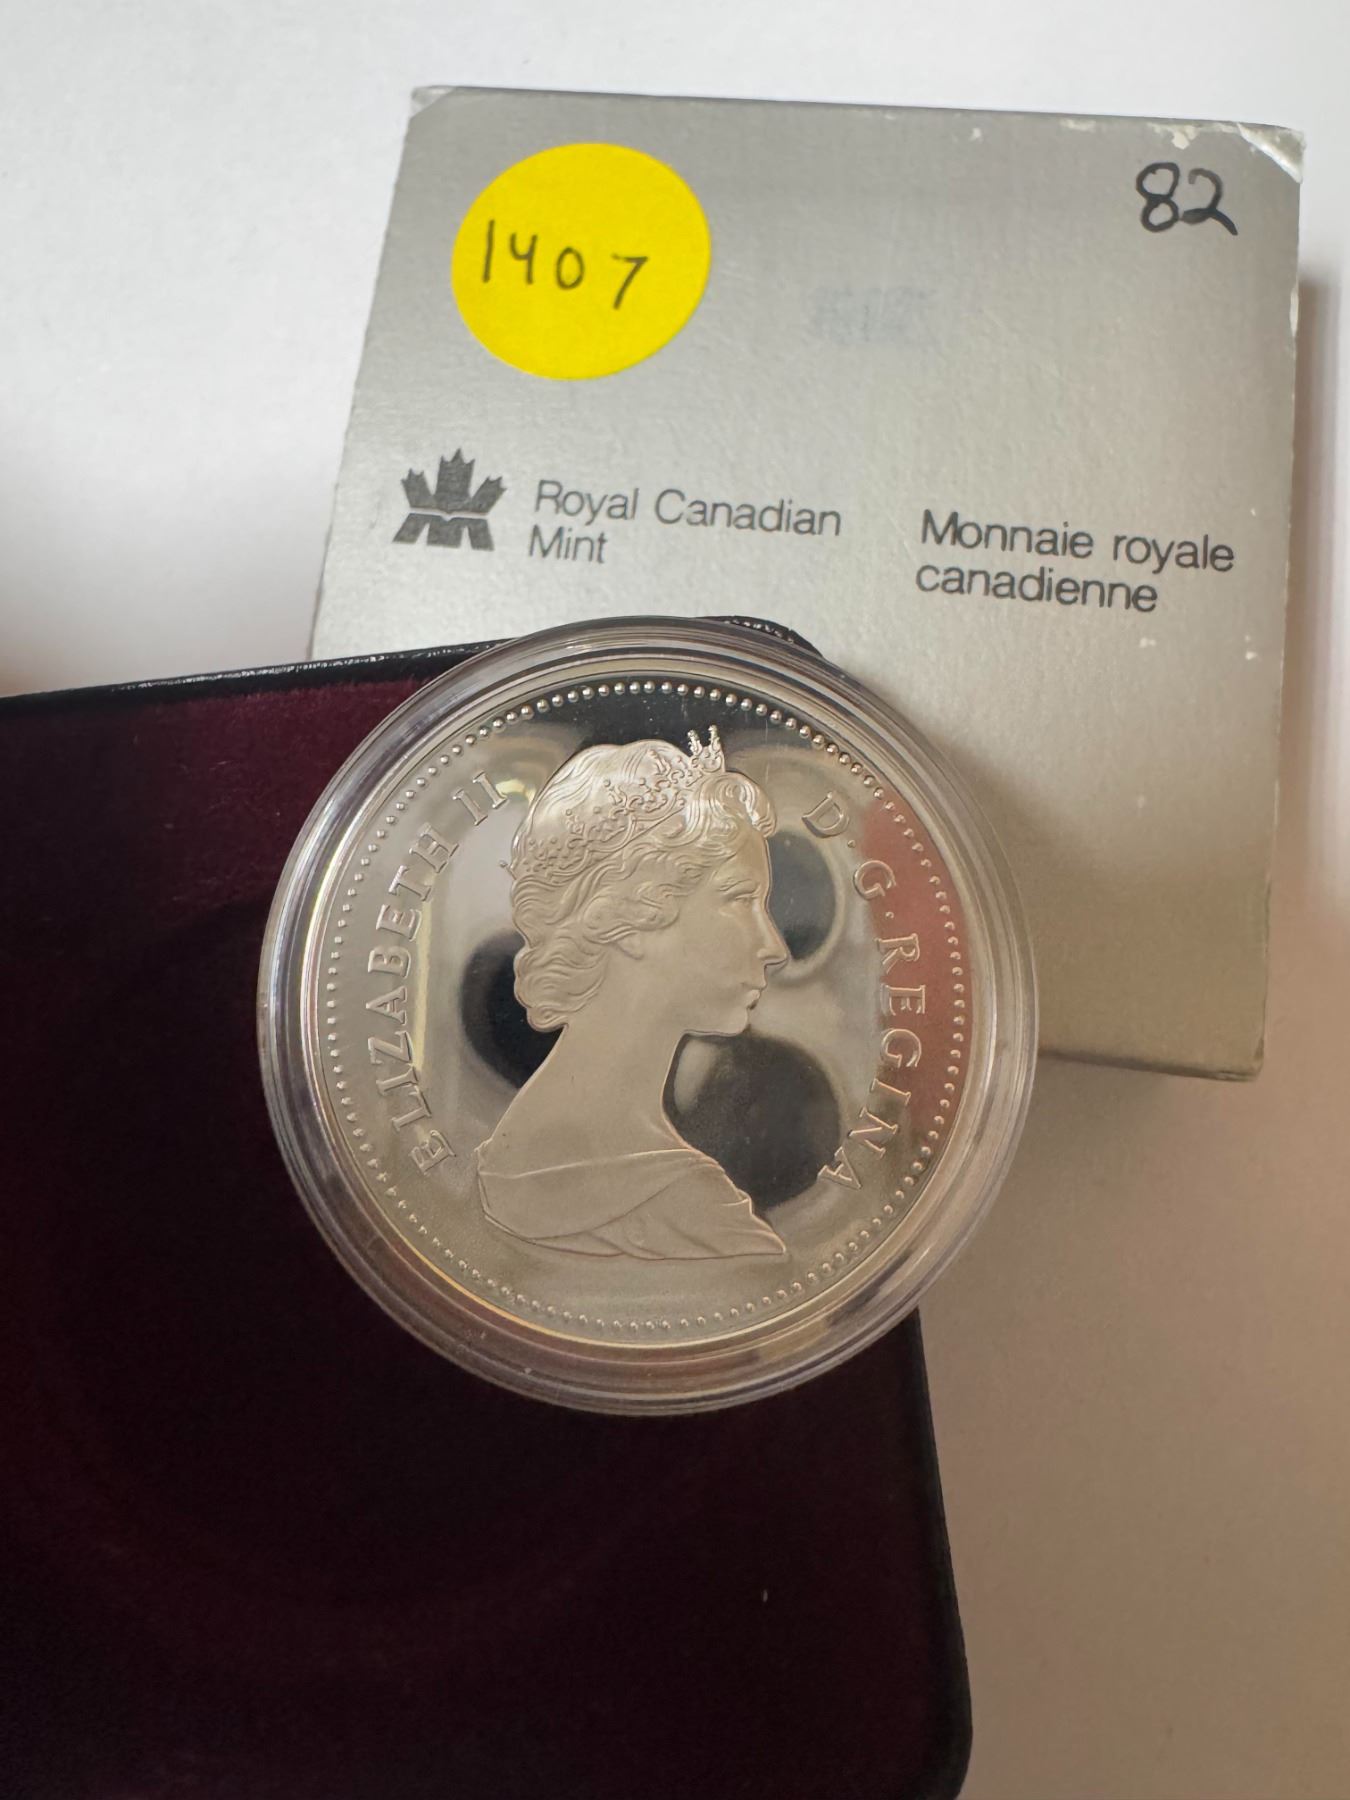 82
1407
Royal Canadian
Mint
Monnaie royale
canadienne
ELIZABETH II D·G·REGINA